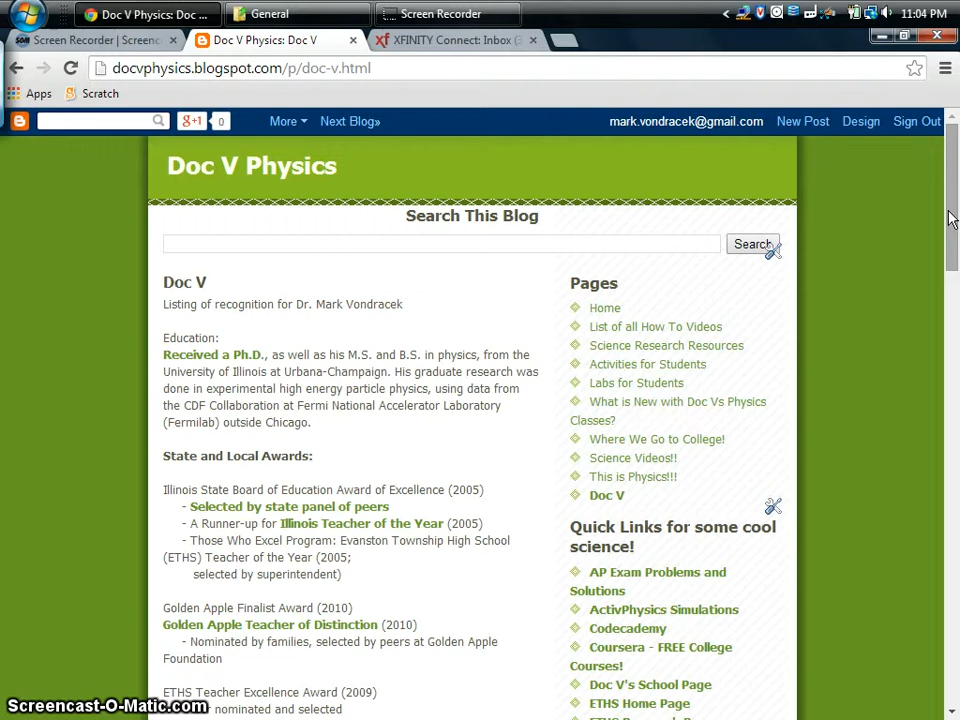 Doc V Physics: Doc ...
General
Screen Recorder
11:04 PM
Screen Recorder | Screenc
Doc V Physics: Doc V
XFINITY Connect: Inbox (3
docvphysics.blogspot.com/p/doc-v.html
Apps
Scratch
g+1
0
More
Next Blog»
mark.vondracek@gmail.com
New Post
Design
Sign Out
Doc V Physics
Search This Blog
Search
Doc V
Listing of recognition for Dr. Mark Vondracek
Education:
Received a Ph.D., as well as his M.S. and B.S. in physics, from the
University of Illinois at Urbana-Champaign. His graduate research was
done in experimental high energy particle physics, using data from
the CDF Collaboration at Fermi National Accelerator Laboratory
(Fermilab) outside Chicago.
State and Local Awards:
Illinois State Board of Education Award of Excellence (2005)
- Selected by state panel of peers
- A Runner-up for Illinois Teacher of the Year (2005)
- Those Who Excel Program: Evanston Township High School
(ETHS) Teacher of the Year (2005;
selected by superintendent)
Golden Apple Finalist Award (2010)
Golden Apple Teacher of Distinction (2010)
- Nominated by families, selected by peers at Golden Apple
Foundation
ETHS Teacher Excellence Award (2009)
r nominated and selected
Pages
Home
List of all How To Videos
Science Research Resources
Activities for Students
Labs for Students
What is New with Doc Vs Physics
Classes?
Where We Go to College!
Science Videos!!
This is Physics!!!
Doc V
Quick Links for some cool
science!
AP Exam Problems and
Solutions
ActivPhysics Simulations
Codecademy
Coursera - FREE College
Courses!
Doc V's School Page
ETHS Home Page
Screencast-O-Matic.com